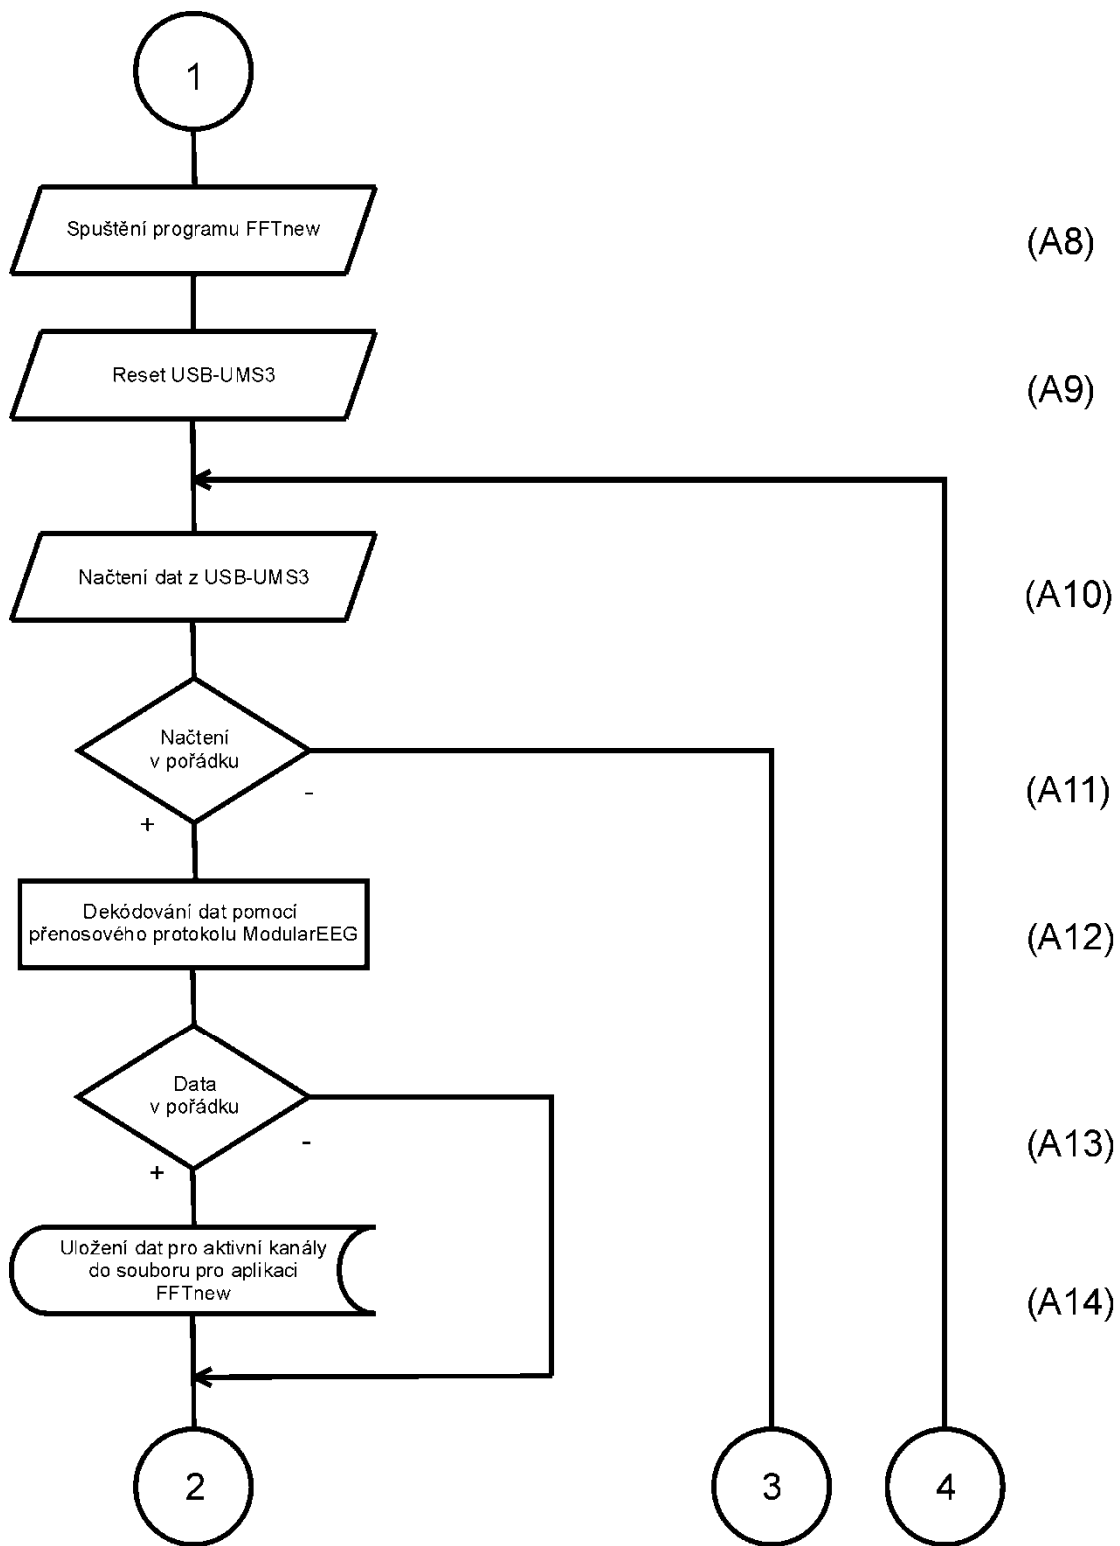 1
Spuštění programu FFTnew
(A8)
Reset USB-UMS3
(A9)
Načtení dat z USB-UMS3
(A10)
Načtení
v pořádku
-
+
(A11)
Dekódování dat pomocí
přenosového protokolu ModularEEG
(A12)
Data
v pořádku
-
+
(A13)
Uložení dat pro aktivní kanály
do souboru pro aplikaci
FFTnew
(A14)
2
3
4